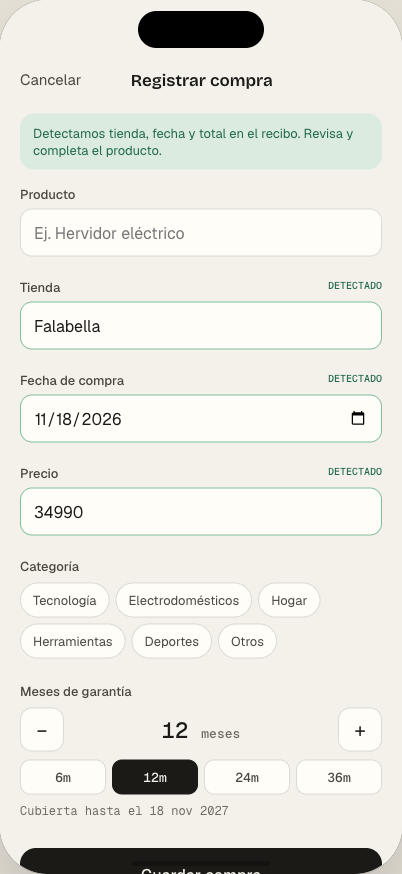 Cancelar
Registrar compra
Detectamos tienda, fecha y total en el recibo. Revisa y
completa el producto.
Producto
Ej. Hervidor eléctrico
Tienda
DETECTADO
Falabella
Fecha de compra
DETECTADO
11/18/2026
Precio
DETECTADO
34990
Categoría
Tecnología
Electrodomésticos
Hogar
Herramientas
Deportes
Otros
Meses de garantía
−
12 meses
+
6m
12m
24m
36m
Cubierta hasta el 18 nov 2027
Guardar compra